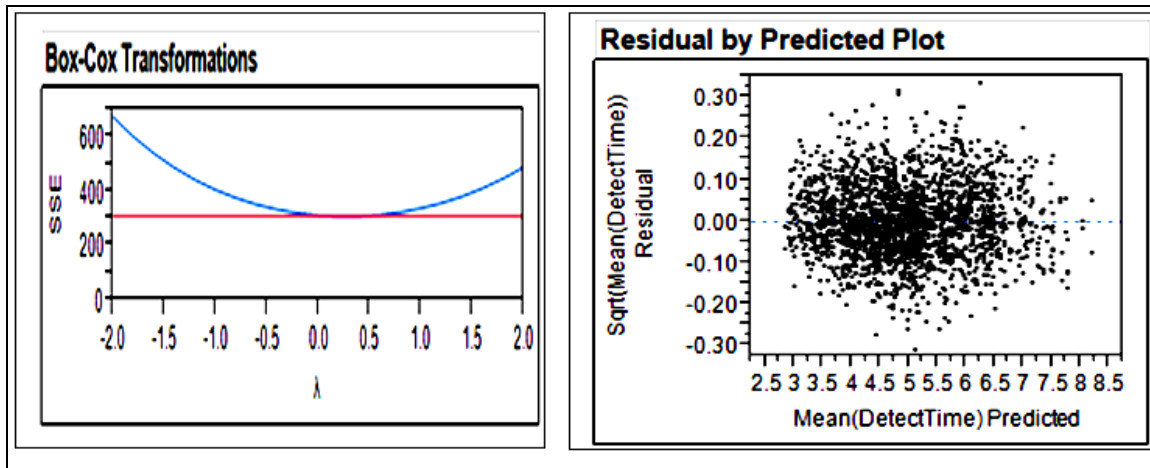 Box-Cox Transformations
SSE
600
400
200
0
-2.0 -1.5 -1.0 -0.5 0.0 0.5 1.0 1.5 2.0
λ
Residual by Predicted Plot
Sqrt(Mean(DetectTime))
Residual
0.30
0.20
0.10
0.00
-0.10
-0.20
-0.30
2.5 3 3.5 4 4.5 5 5.5 6 6.5 7 7.5 8 8.5
Mean(DetectTime) Predicted